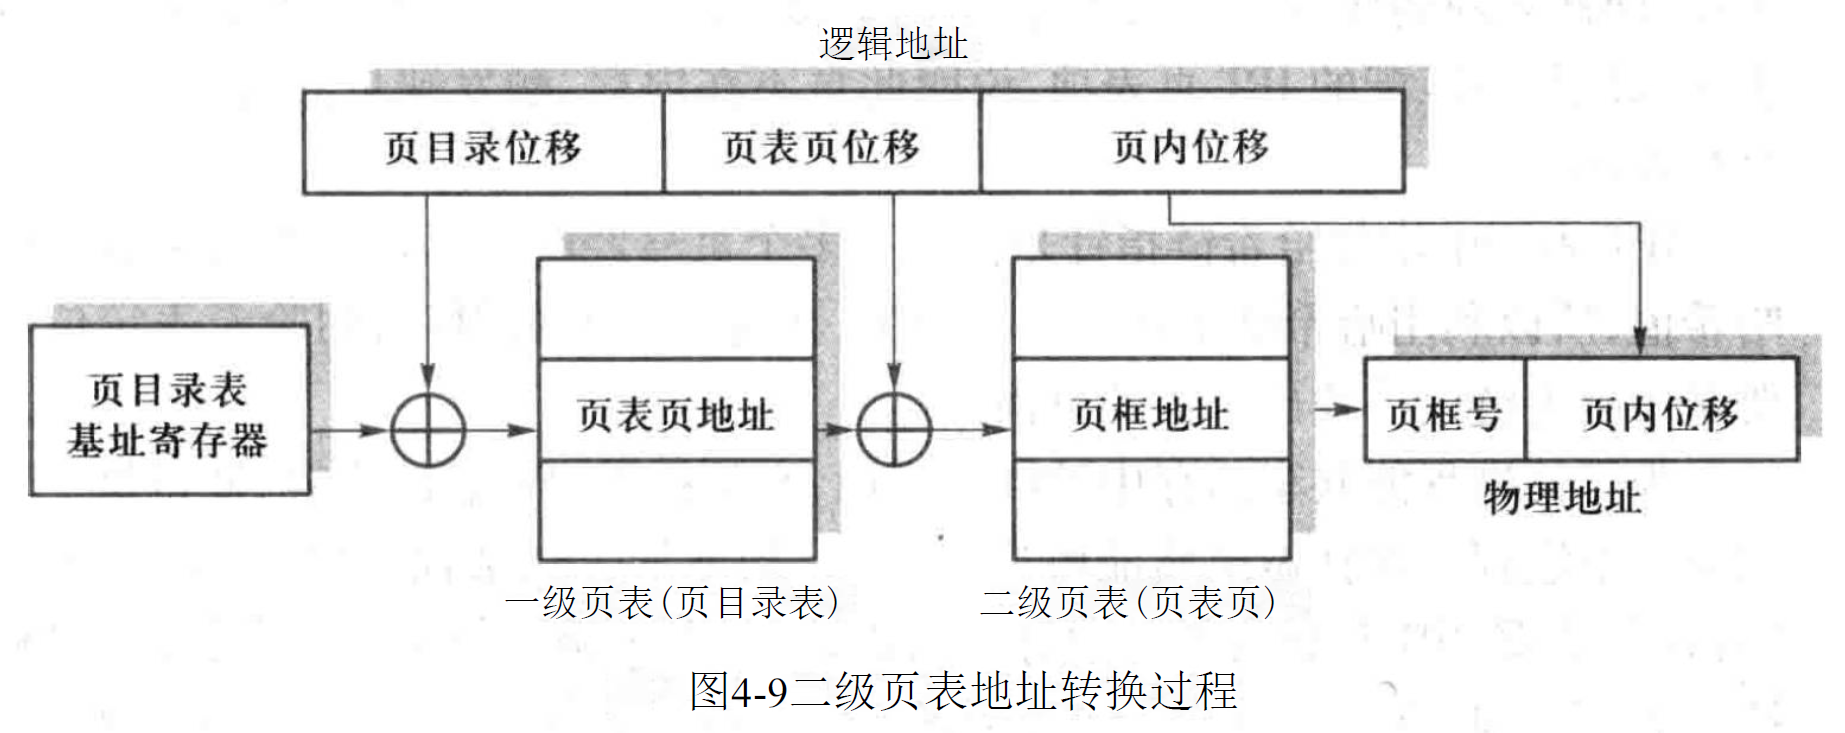 逻辑地址
页目录位移
页表页位移
页内位移
页目录表
基址寄存器
页表页地址
页框地址
页框号
页内位移
物理地址
一级页表(页目录表)
二级页表(页表页)
图4-9二级页表地址转换过程